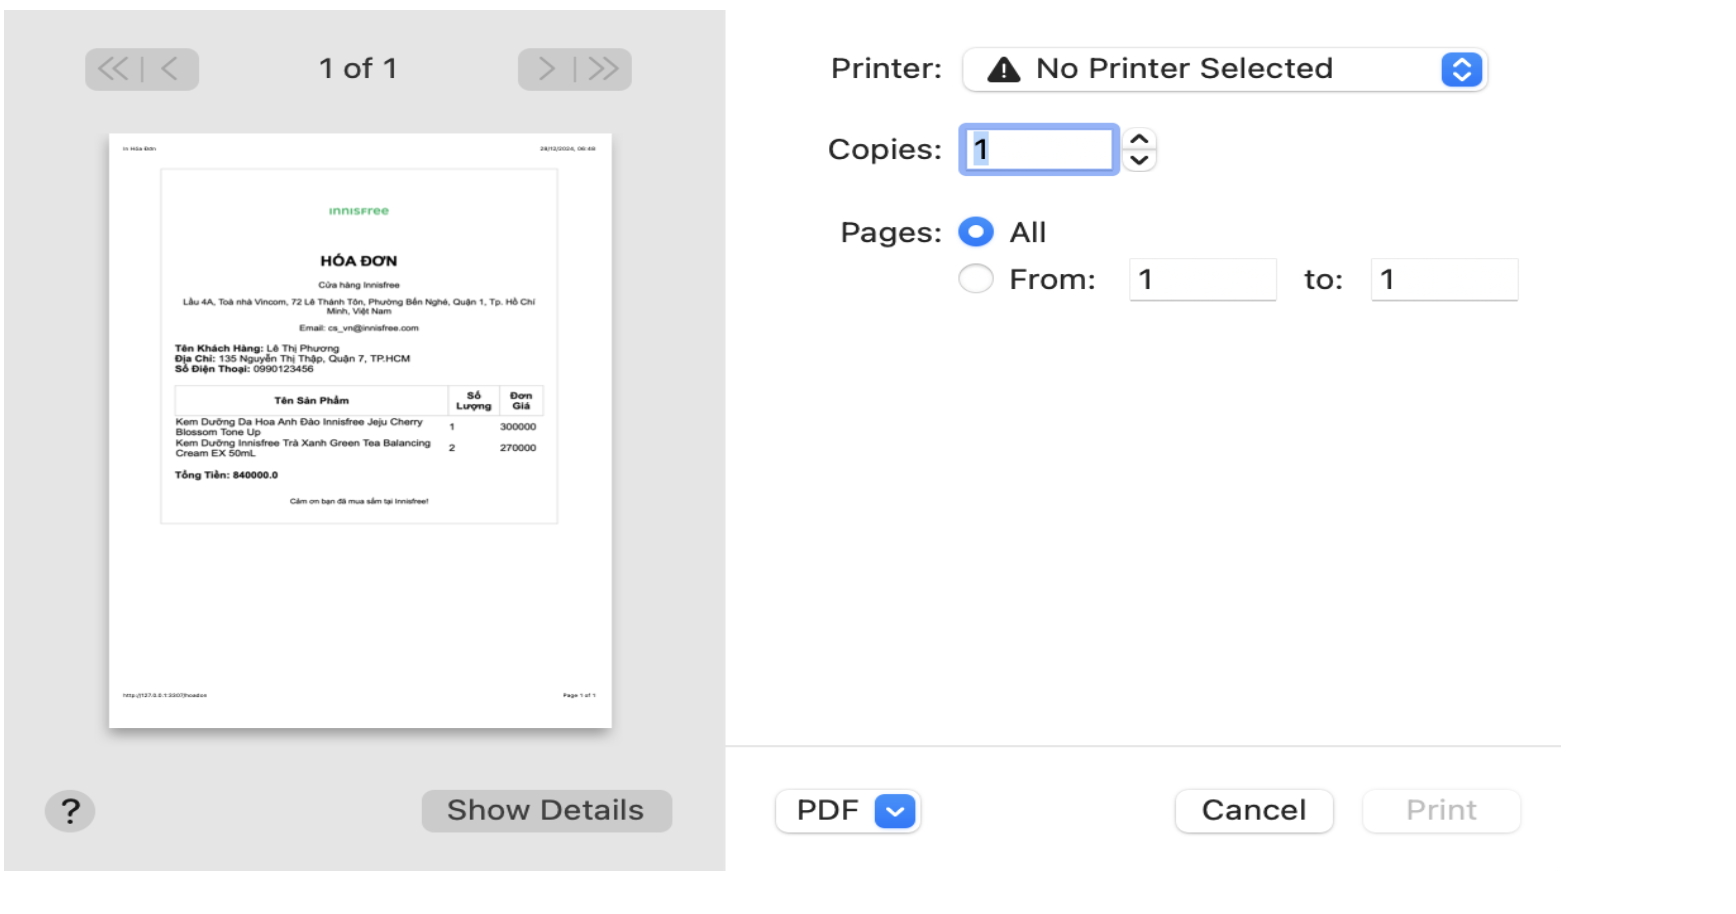 1 of 1
In Hóa Đơn
28/12/2024, 06:46
innisfree
HÓA ĐƠN
Cửa hàng Innisfree
Lầu 4A, Toà nhà Vincom, 72 Lê Thánh Tôn, Phường Bến Nghé, Quận 1, Tp. Hồ Chí
Minh, Việt Nam
Email: cs_vn@innisfree.com
Tên Khách Hàng: Lê Thị Phương
Địa Chỉ: 135 Nguyễn Thị Thập, Quận 7, TP.HCM
Số Điện Thoại: 0990123456
Tên Sản Phẩm
Số
Lượng
Đơn
Giá
Kem Dưỡng Da Hoa Anh Đào Innisfree Jeju Cherry
Blossom Tone Up
1
300000
Kem Dưỡng Innisfree Trà Xanh Green Tea Balancing
Cream EX 50mL
2
270000
Tổng Tiền: 840000.0
Cảm ơn bạn đã mua sắm tại Innisfree!
http://127.0.0.1:3307/hoadon
Page 1 of 1
?
Show Details
Printer: No Printer Selected
Copies: 1
Pages: All
From: 1 to: 1
PDF
Cancel
Print